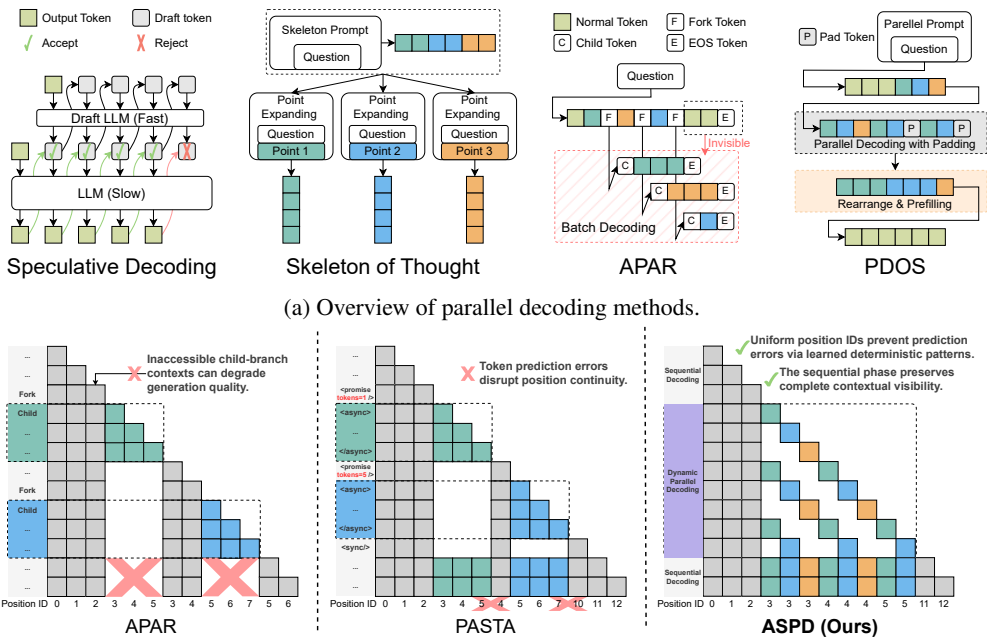 Output Token
Draft token
Accept
Reject
Draft LLM (Fast)
LLM (Slow)
Speculative Decoding
Skeleton Prompt
Question
Point
Expanding
Question
Point 1
Point
Expanding
Question
Point 2
Point
Expanding
Question
Point 3
Skeleton of Thought
Normal Token
F Fork Token
C Child Token
E EOS Token
Question
F F F E
Invisible
C E
C E
C E
Batch Decoding
APAR
P Pad Token
Parellel Prompt
Question
P P
Parallel Decoding with Padding
Rearrange & Prefilling
PDOS
(a) Overview of parallel decoding methods.
Inaccessible child-branch
contexts can degrade
generation quality.
...
...
Fork
Child
...
...
...
Fork
Child
...
...
...
...
Position ID 0 1 2 3 4 5 3 4 5 6 7 5 6
APAR
Token prediction errors
disrupt position continuity.
...
...
<promise
tokens=1 />
<async>
...
</async>
<promise
tokens=5 />
<async>
...
</async>
<sync/>
...
...
Position ID 0 1 2 3 4 5 4 5 6 7 10 11 12
PASTA
Uniform position IDs prevent prediction
errors via learned deterministic patterns.
The sequential phase preserves
complete contextual visibility.
Sequential
Decoding
Dynamic
Parallel
Decoding
Sequential
Decoding
Position ID 0 1 2 3 3 3 4 4 4 5 5 11 12
ASPD (Ours)